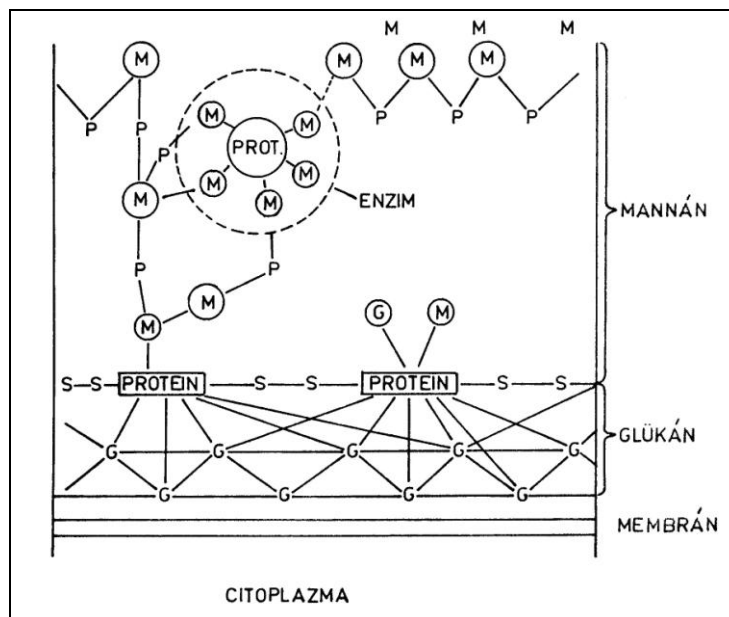 M M M
M M M M
P P P P
P M M
PROT.
P
M M M
M ENZIM
MANNÁN
P P
M M
G M
S S PROTEIN S S PROTEIN S S
G G G G G
GLÜKÁN
G G G G
MEMBRÁN
CITOPLAZMA